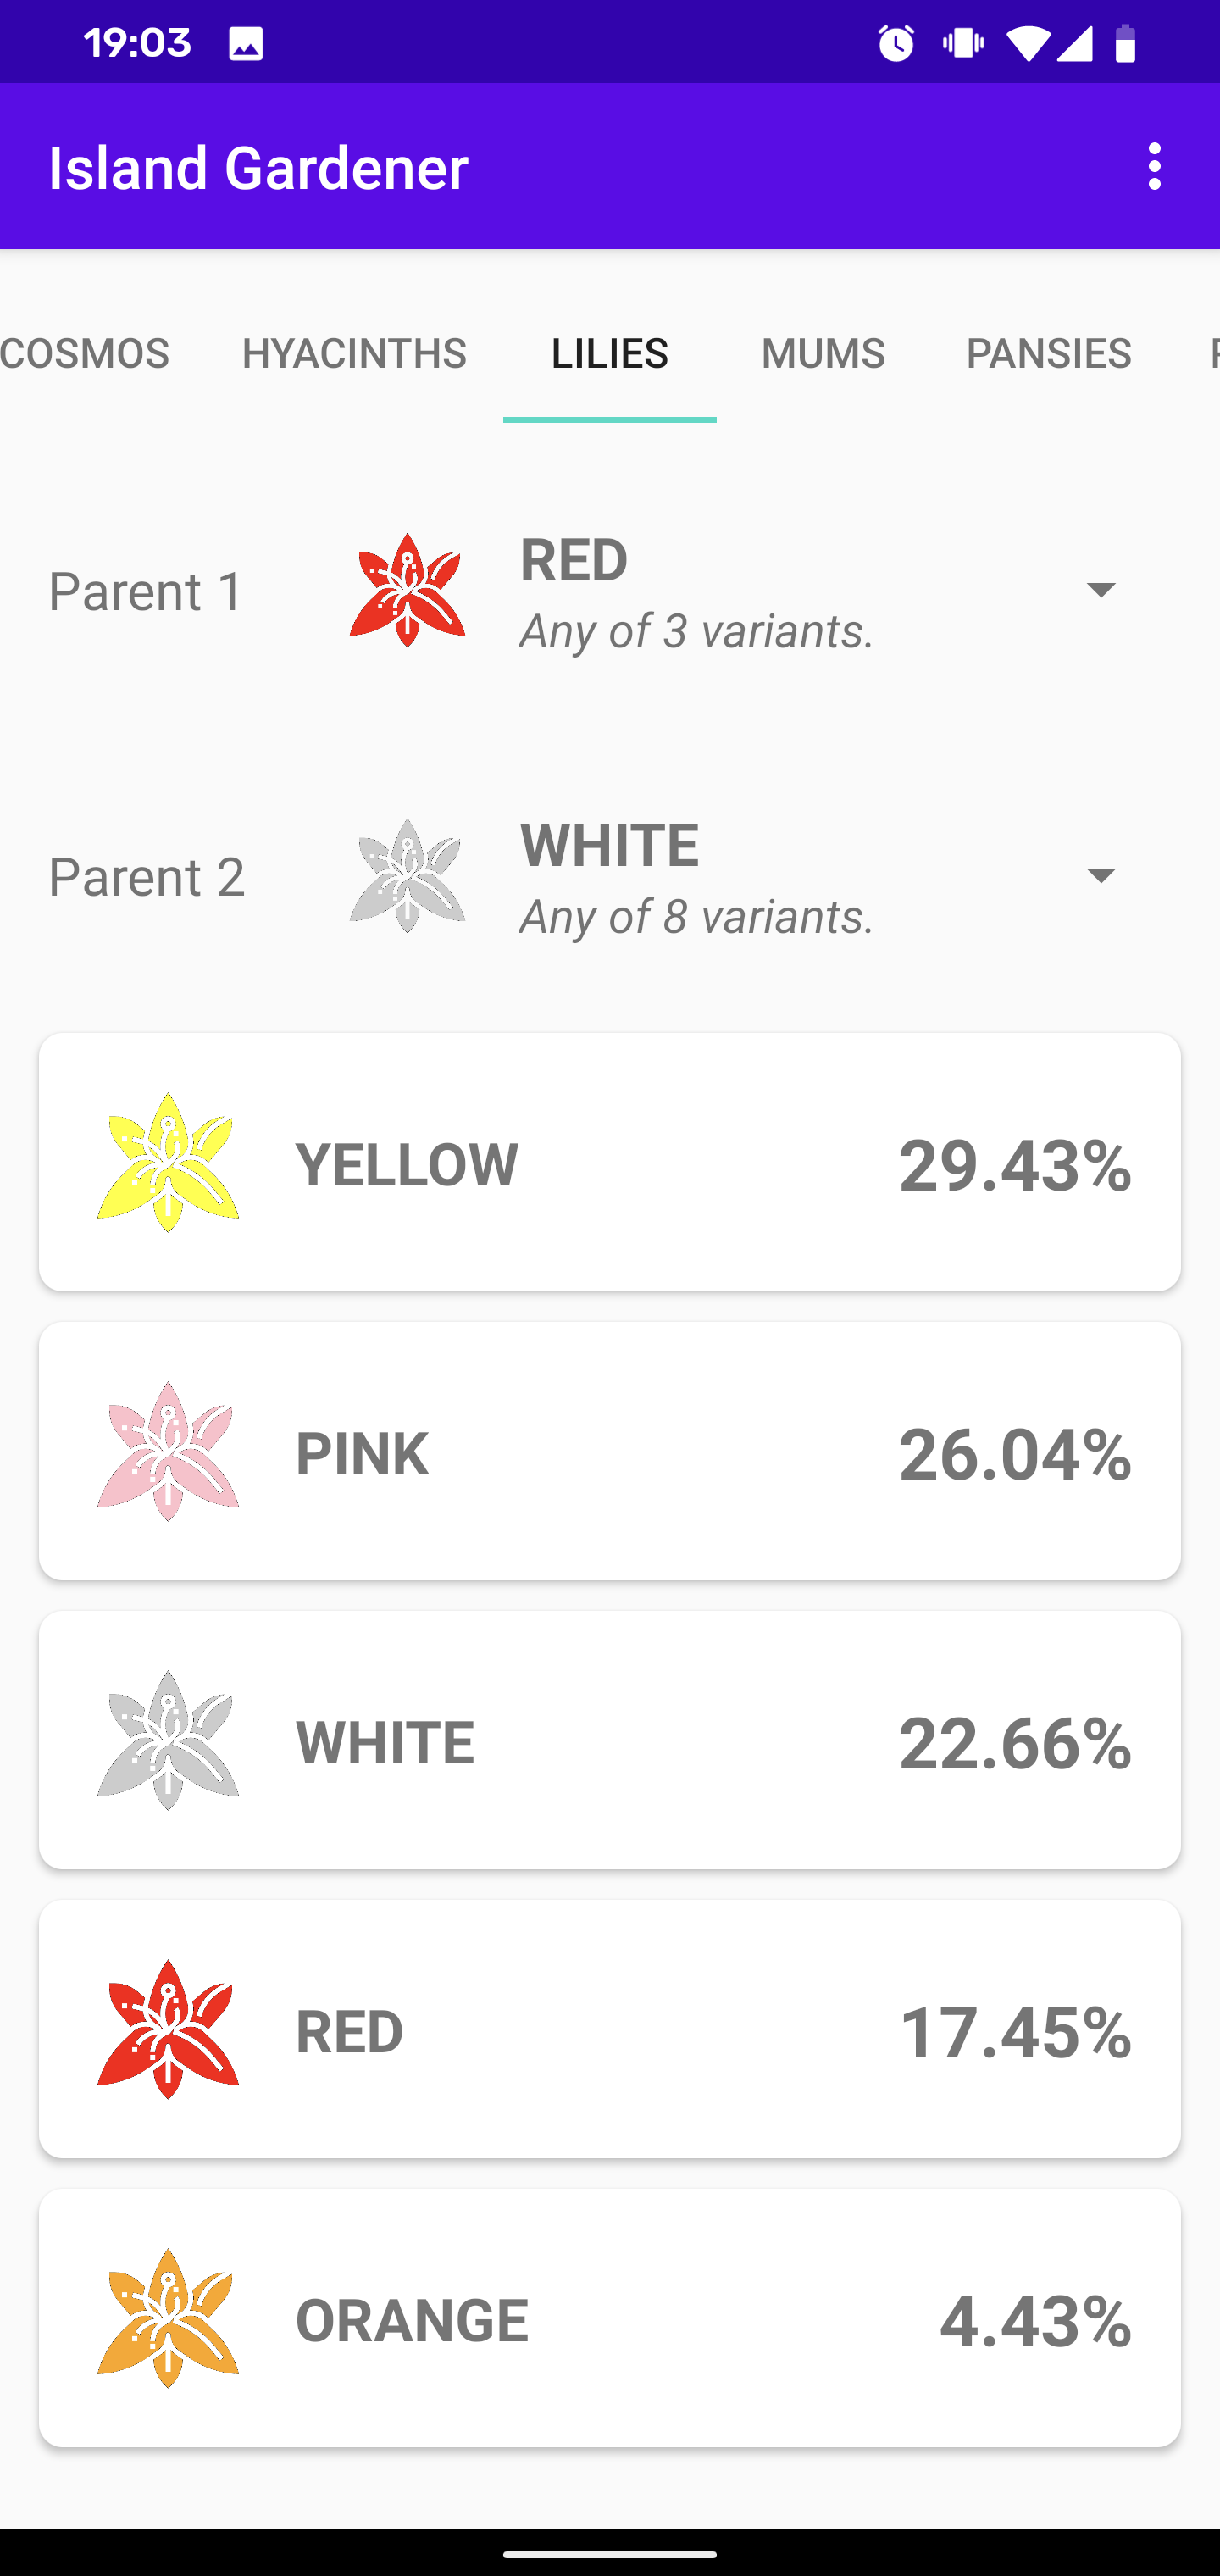 19:03
Island Gardener
COSMOS HYACINTHS LILIES MUMS PANSIES
Parent 1
RED
Any of 3 variants.
Parent 2
WHITE
Any of 8 variants.
YELLOW 29.43%
PINK 26.04%
WHITE 22.66%
RED 17.45%
ORANGE 4.43%